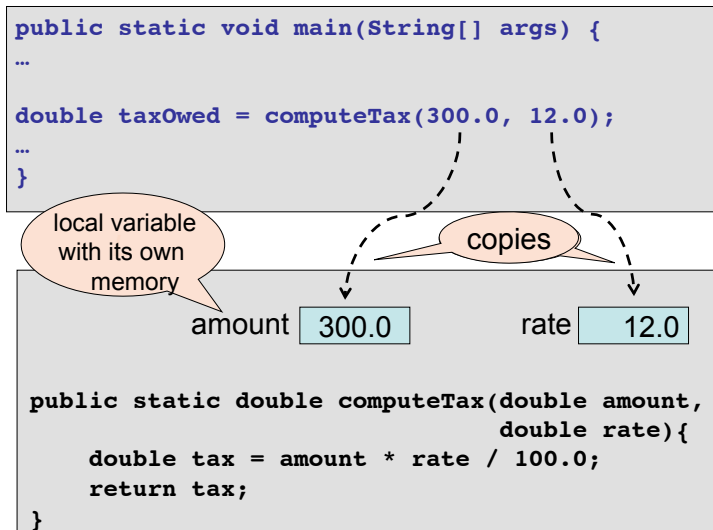 public static void main(String[] args) {
…
double taxOwed = computeTax(300.0, 12.0);
…
}
local variable
with its own
memory
copies
amount 300.0 rate 12.0
public static double computeTax(double amount,
double rate){
double tax = amount * rate / 100.0;
return tax;
}